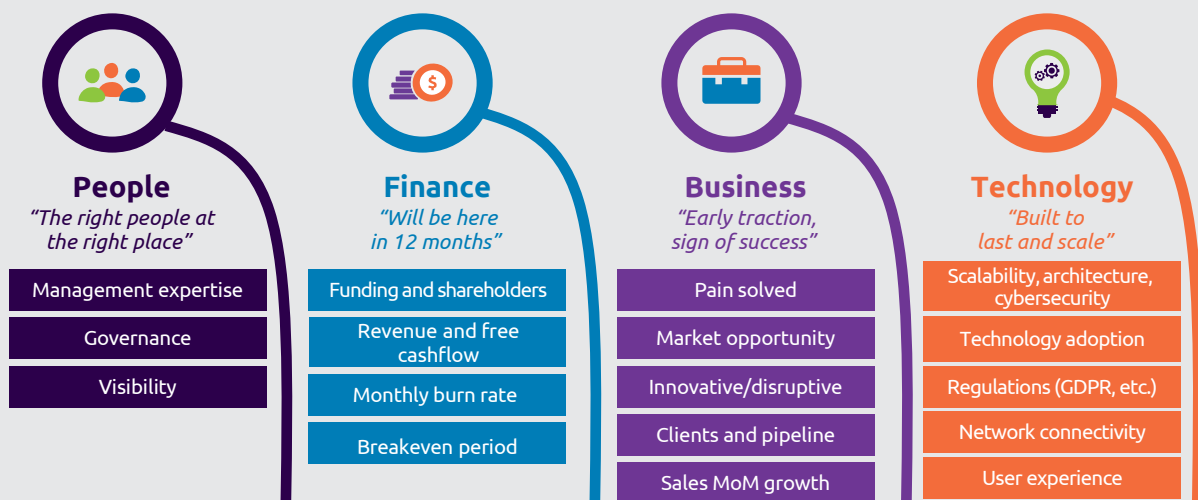 People
“The right people at
the right place”
Management expertise
Governance
Visibility
$
Finance
“Will be here
in 12 months”
Funding and shareholders
Revenue and free
cashflow
Monthly burn rate
Breakeven period
Business
“Early traction,
sign of success”
Pain solved
Market opportunity
Innovative/disruptive
Clients and pipeline
Sales MoM growth
Technology
“Built to
last and scale”
Scalability, architecture,
cybersecurity
Technology adoption
Regulations (GDPR, etc.)
Network connectivity
User experience